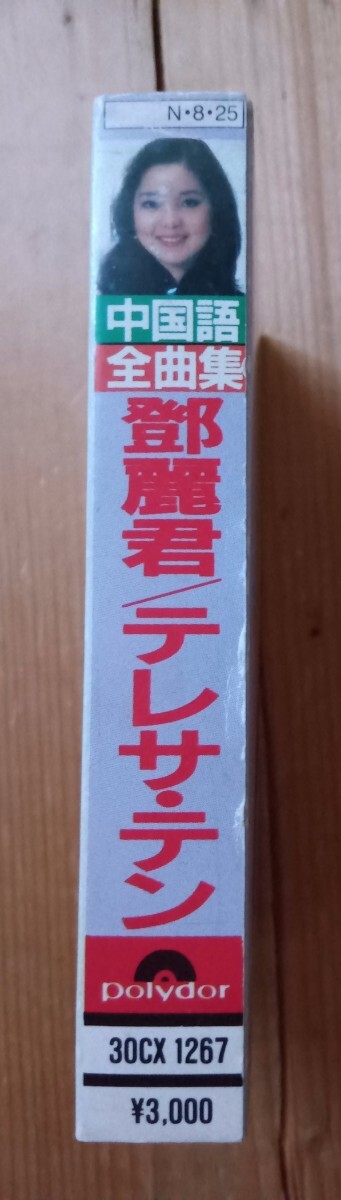 N・8・25
中国語
全曲集
鄧麗君/テレサ・テン
polydor
30CX 1267
¥3,000